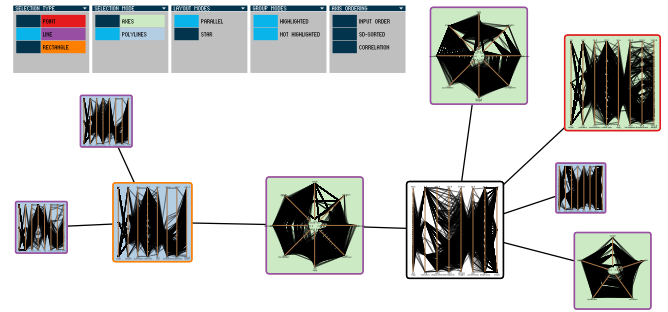 SELECTION TYPE
POINT
LINE
RECTANGLE
SELECTION MODE
AXES
POLYLINES
LAYOUT MODES
PARALLEL
STAR
GROUP MODES
HIGHLIGHTED
NOT HIGHLIGHTED
AXIS ORDERING
INPUT ORDER
SD-SORTED
CORRELATION